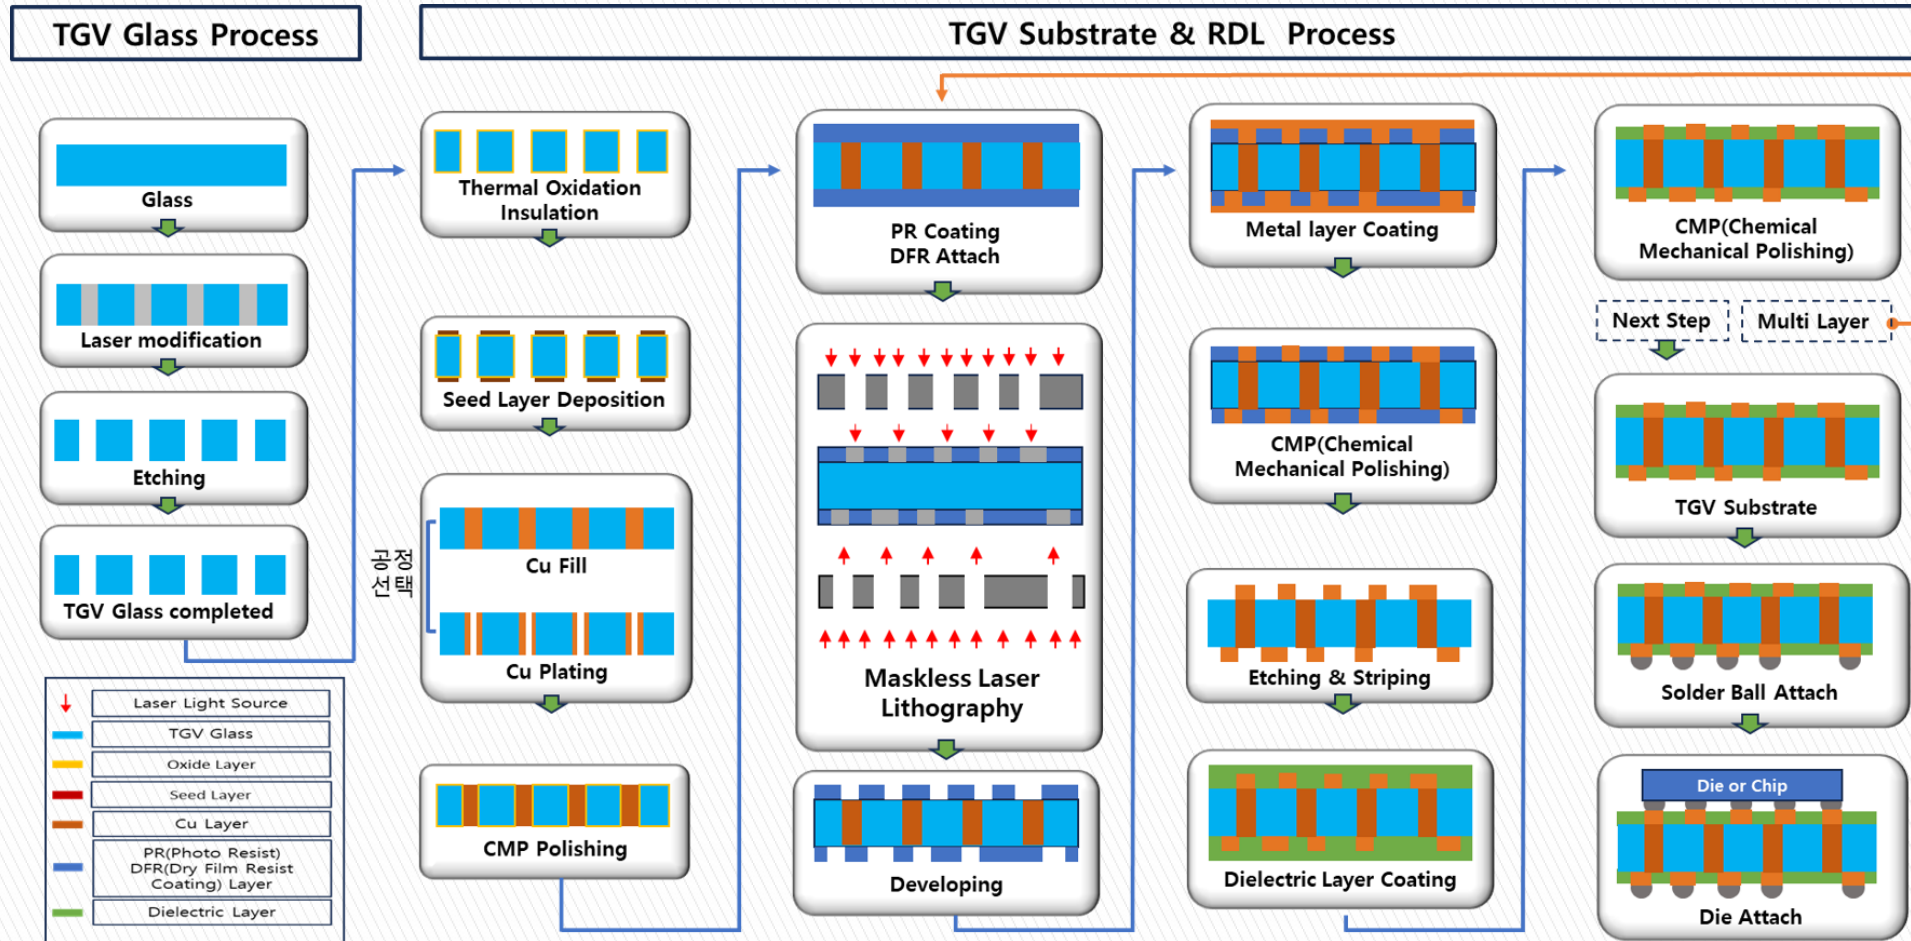 TGV Glass Process
TGV Substrate & RDL Process
Glass
Laser modification
Etching
TGV Glass completed
Laser Light Source
TGV Glass
Oxide Layer
Seed Layer
Cu Layer
PR(Photo Resist)
DFR(Dry Film Resist
Coating) Layer
Dielectric Layer
Thermal Oxidation
Insulation
Seed Layer Deposition
공정
선택
Cu Fill
Cu Plating
CMP Polishing
PR Coating
DFR Attach
Maskless Laser
Lithography
Developing
Metal layer Coating
CMP(Chemical
Mechanical Polishing)
Etching & Striping
Dielectric Layer Coating
CMP(Chemical
Mechanical Polishing)
Next Step
Multi Layer
TGV Substrate
Solder Ball Attach
Die or Chip
Die Attach